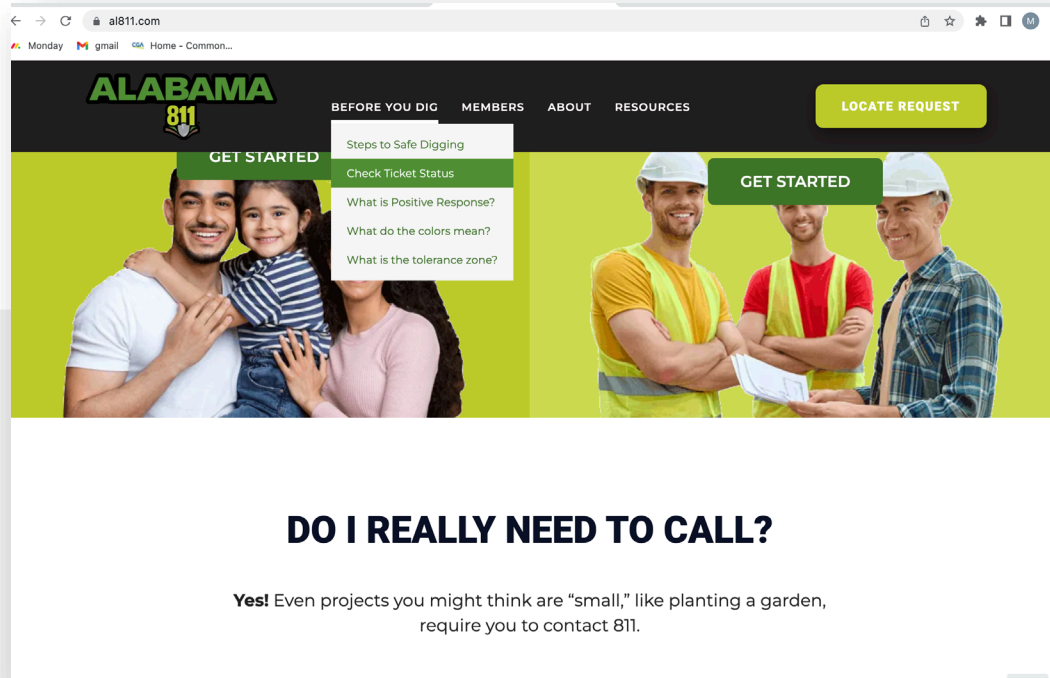 al811.com
M
Monday
gmail
CGA
Home - Common...
ALABAMA
811
BEFORE YOU DIG
MEMBERS
ABOUT
RESOURCES
LOCATE REQUEST
Steps to Safe Digging
Check Ticket Status
What is Positive Response?
What do the colors mean?
What is the tolerance zone?
GET STARTED
GET STARTED
DO I REALLY NEED TO CALL?
Yes! Even projects you might think are “small,” like planting a garden,
require you to contact 811.